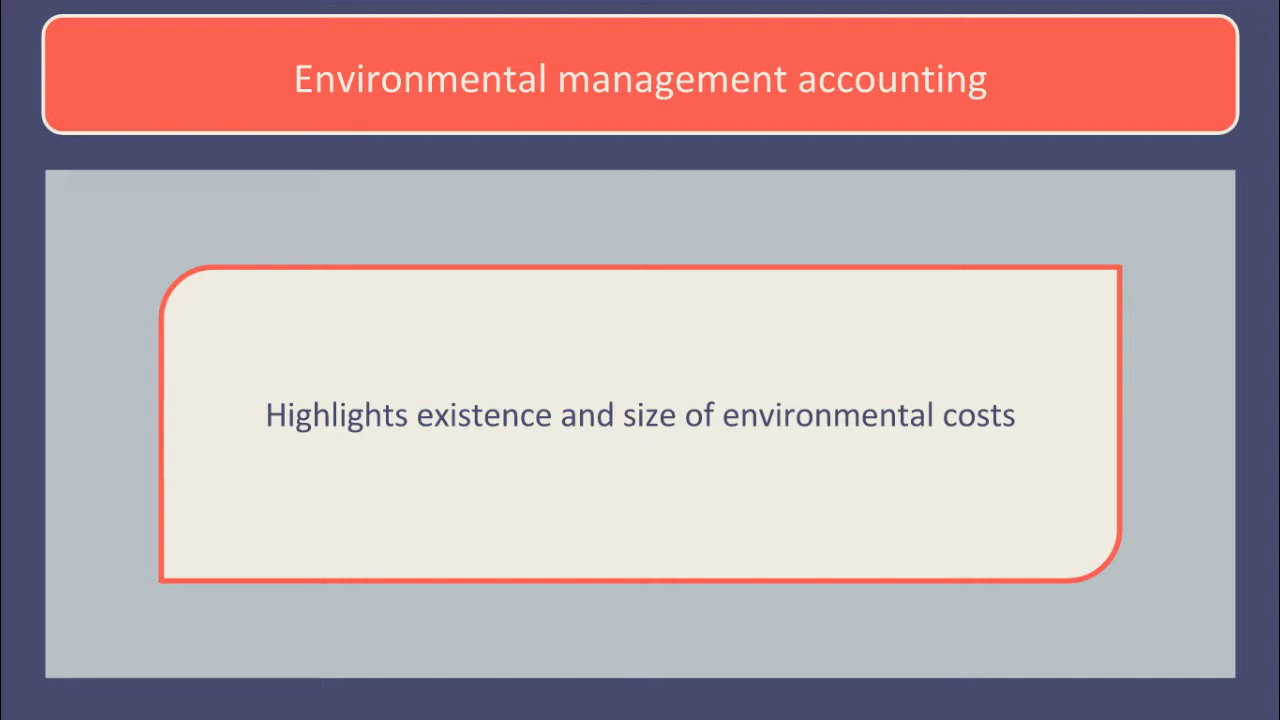 Environmental management accounting
Highlights existence and size of environmental costs